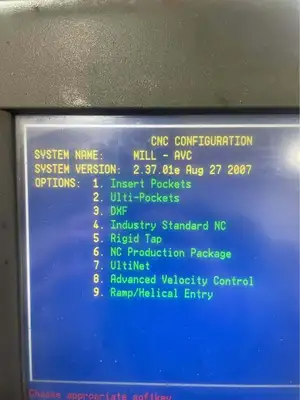 CNC CONFIGURATION
SYSTEM NAME: MILL - AVC
SYSTEM VERSION: 2.37.01e Aug 27 2007
OPTIONS: 1. Insert Pockets
2. Ulti-Pockets
3. DXF
4. Industry Standard NC
5. Rigid Tap
6. NC Production Package
7. UltiNet
8. Advanced Velocity Control
9. Ramp/Helical Entry
Choose appropriate softkey